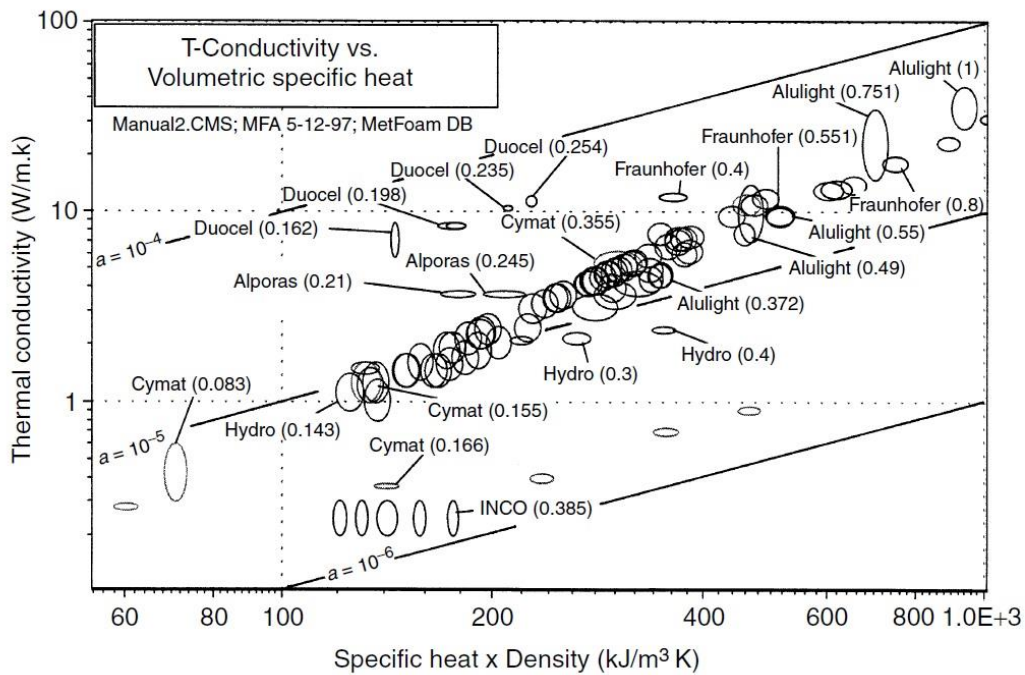 100
T-Conductivity vs.
Volumetric specific heat
Manual2.CMS; MFA 5-12-97; MetFoam DB
Alulight (1)
Alulight (0.751)
Fraunhofer (0.551)
Duocel (0.254)
Duocel (0.235)
Fraunhofer (0.4)
Duocel (0.198)
Fraunhofer (0.8)
10
Cymat (0.355)
Duocel (0.162)
Alulight (0.55)
a = 10⁻⁴
Alporas (0.245)
Alulight (0.49)
Alporas (0.21)
Alulight (0.372)
Hydro (0.4)
Hydro (0.3)
Cymat (0.083)
1
Cymat (0.155)
Hydro (0.143)
a = 10⁻⁵
Cymat (0.166)
INCO (0.385)
a = 10⁻⁶
60 80 100 200 400 600 800 1.0E+3
Specific heat x Density (kJ/m³ K)
Thermal conductivity (W/m.k)